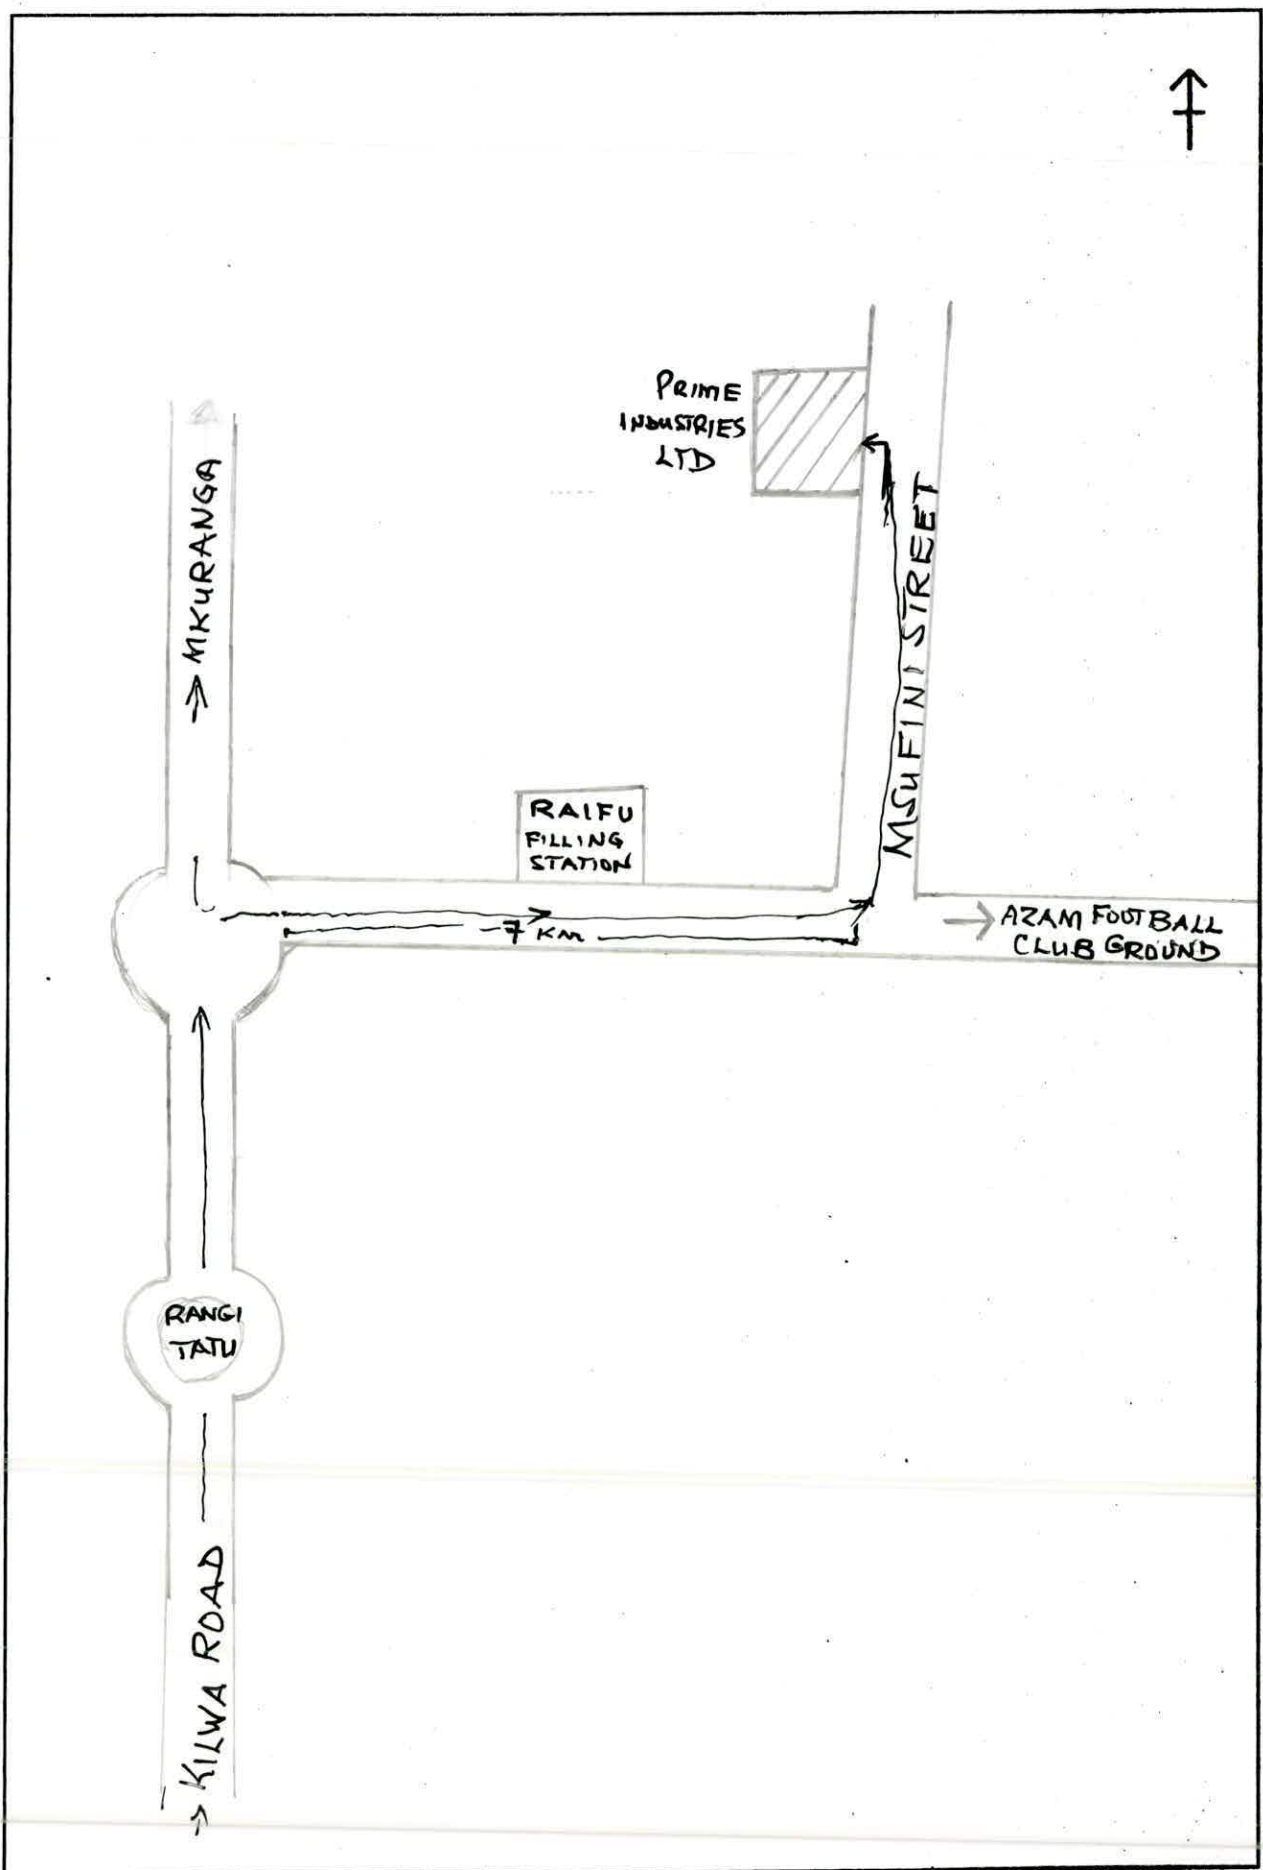 PRIME
INDUSTRIES
LTD
→ MKURANGA
MSUFINI STREET
RAIFU
FILLING
STATION
7 KM
→ AZAM FOOTBALL
CLUB GROUND
RANGI
TATU
→ KILWA ROAD